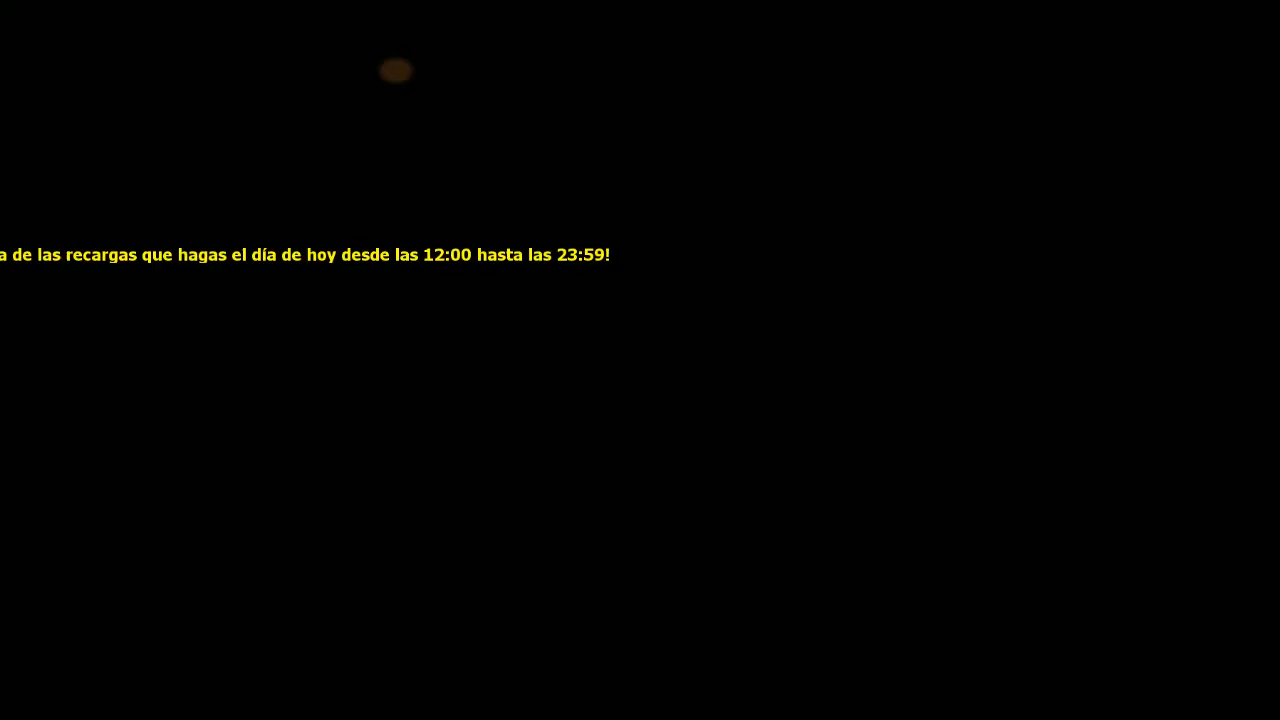 a de las recargas que hagas el día de hoy desde las 12:00 hasta las 23:59!